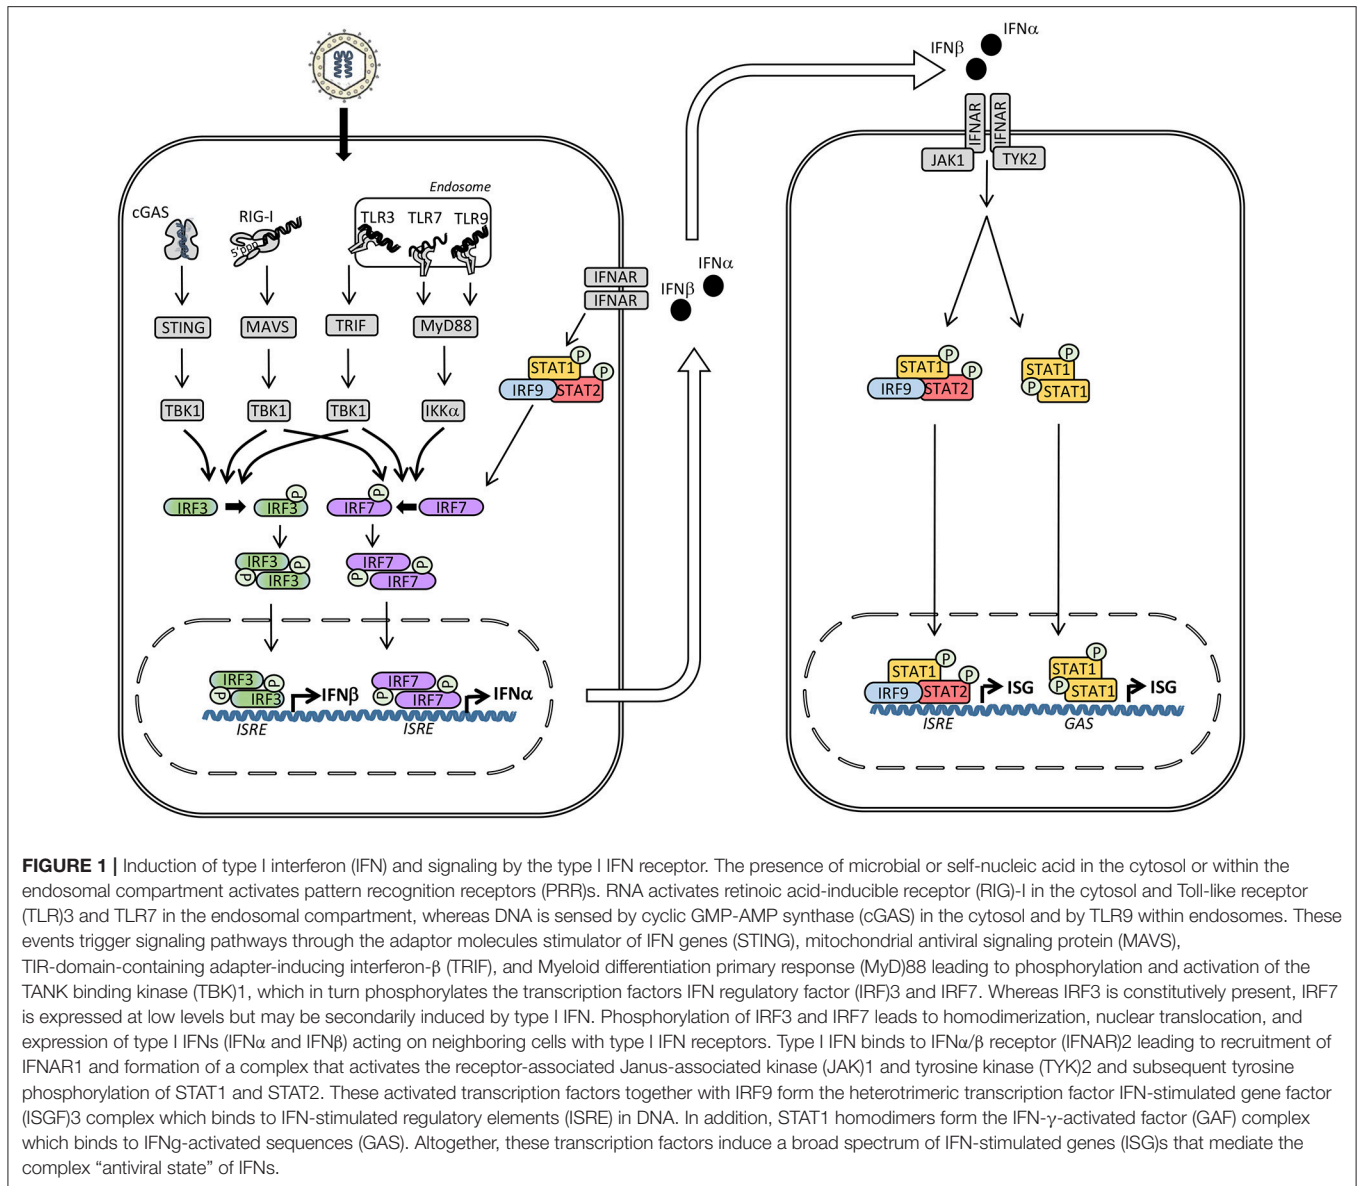 IFNα
IFNβ
IFNAR
IFNAR
JAK1
TYK2
Endosome
cGAS
RIG-I
TLR3
TLR7
TLR9
5'ppp
IFNAR
IFNAR
IFNα
IFNβ
STING
MAVS
TRIF
MyD88
P
STAT1
P
IRF9
STAT2
P
STAT1
P
IRF9
STAT2
P
STAT1
P
STAT1
TBK1
TBK1
TBK1
IKKα
IRF3
P
IRF3
P
IRF7
IRF7
IRF3
P
P
IRF3
IRF7
P
P
IRF7
IRF3
P
P
IRF3
IFNβ
IRF7
P
P
IRF7
IFNα
ISRE
ISRE
P
STAT1
P
IRF9
STAT2
ISG
P
STAT1
P
STAT1
ISG
ISRE
GAS
FIGURE 1 | Induction of type I interferon (IFN) and signaling by the type I IFN receptor. The presence of microbial or self-nucleic acid in the cytosol or within the
endosomal compartment activates pattern recognition receptors (PRR)s. RNA activates retinoic acid-inducible receptor (RIG)-I in the cytosol and Toll-like receptor
(TLR)3 and TLR7 in the endosomal compartment, whereas DNA is sensed by cyclic GMP-AMP synthase (cGAS) in the cytosol and by TLR9 within endosomes. These
events trigger signaling pathways through the adaptor molecules stimulator of IFN genes (STING), mitochondrial antiviral signaling protein (MAVS),
TIR-domain-containing adapter-inducing interferon-β (TRIF), and Myeloid differentiation primary response (MyD)88 leading to phosphorylation and activation of the
TANK binding kinase (TBK)1, which in turn phosphorylates the transcription factors IFN regulatory factor (IRF)3 and IRF7. Whereas IRF3 is constitutively present, IRF7
is expressed at low levels but may be secondarily induced by type I IFN. Phosphorylation of IRF3 and IRF7 leads to homodimerization, nuclear translocation, and
expression of type I IFNs (IFNα and IFNβ) acting on neighboring cells with type I IFN receptors. Type I IFN binds to IFNα/β receptor (IFNAR)2 leading to recruitment of
IFNAR1 and formation of a complex that activates the receptor-associated Janus-associated kinase (JAK)1 and tyrosine kinase (TYK)2 and subsequent tyrosine
phosphorylation of STAT1 and STAT2. These activated transcription factors together with IRF9 form the heterotrimeric transcription factor IFN-stimulated gene factor
(ISGF)3 complex which binds to IFN-stimulated regulatory elements (ISRE) in DNA. In addition, STAT1 homodimers form the IFN-γ-activated factor (GAF) complex
which binds to IFNg-activated sequences (GAS). Altogether, these transcription factors induce a broad spectrum of IFN-stimulated genes (ISG)s that mediate the
complex “antiviral state” of IFNs.